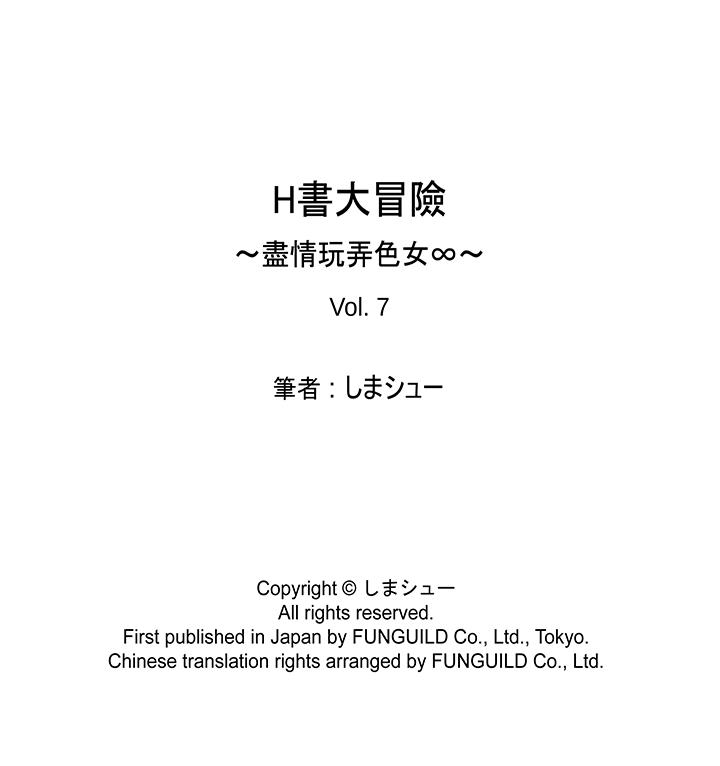 H書大冒險
～盡情玩弄色女∞～
Vol. 7
筆者 : しまシュー
Copyright © しまシュー
All rights reserved.
First published in Japan by FUNGUILD Co., Ltd., Tokyo.
Chinese translation rights arranged by FUNGUILD Co., Ltd.